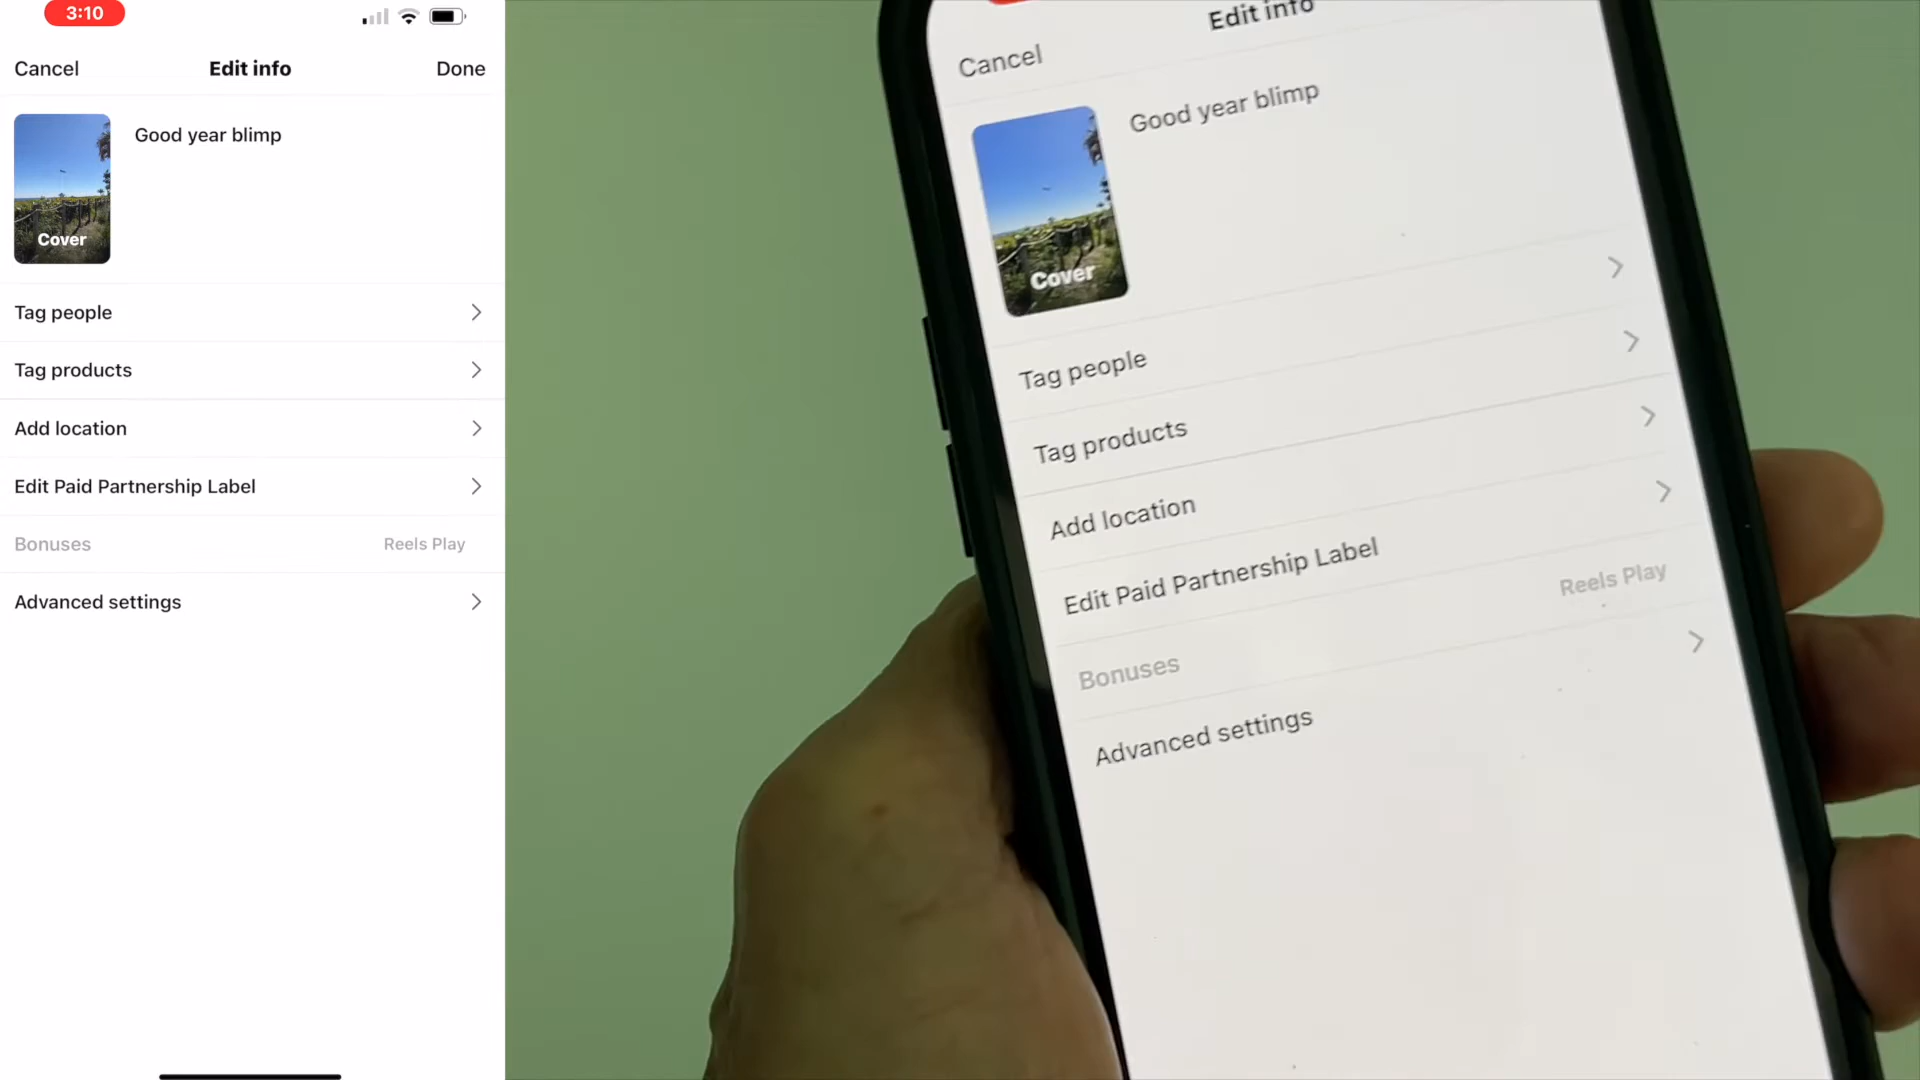 3:10
Cancel
Edit info
Done
Good year blimp
Cover
Tag people
Tag products
Add location
Edit Paid Partnership Label
Bonuses
Reels Play
Advanced settings
Edit info
Cancel
Good year blimp
Cover
Tag people
Tag products
Add location
Edit Paid Partnership Label
Reels Play
Bonuses
Advanced settings